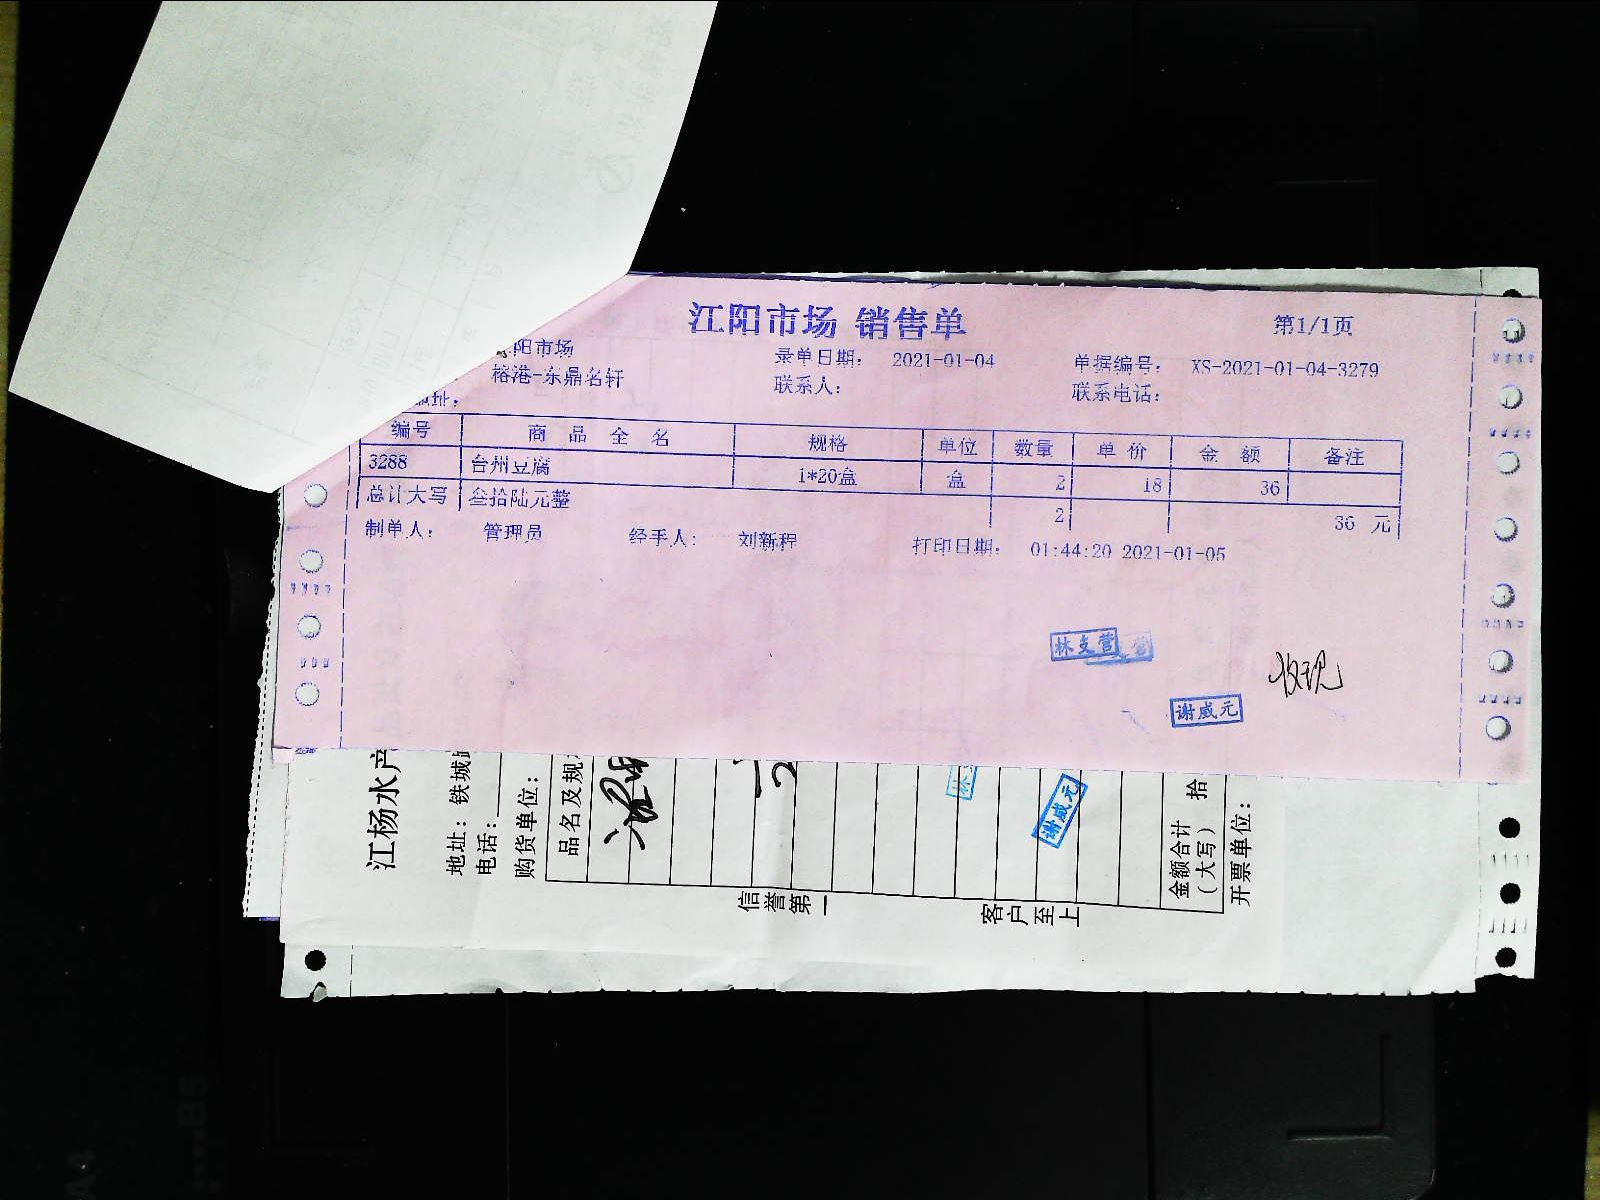 江阳市场 销售单
第1/1页
阳市场 录单日期： 2021-01-04 单据编号： XS-2021-01-04-3279
榕港-东鼎名轩 联系人： 联系电话：
地址：
编号 商品全名 规格 单位 数量 单价 金额 备注
3288 台州豆腐 1*20盒 盒 2 18 36
总计大写 叁拾陆元整 2 36 元
制单人： 管理员 经手人： 刘新程 打印日期： 01:44:20 2021-01-05
林支营
谢威元
收现
江杨水产
地址：铁城
电话：
购货单位：
品名及规
林
谢威元
金额合计
（大写） 拾
开票单位：
信誉第一
客户至上